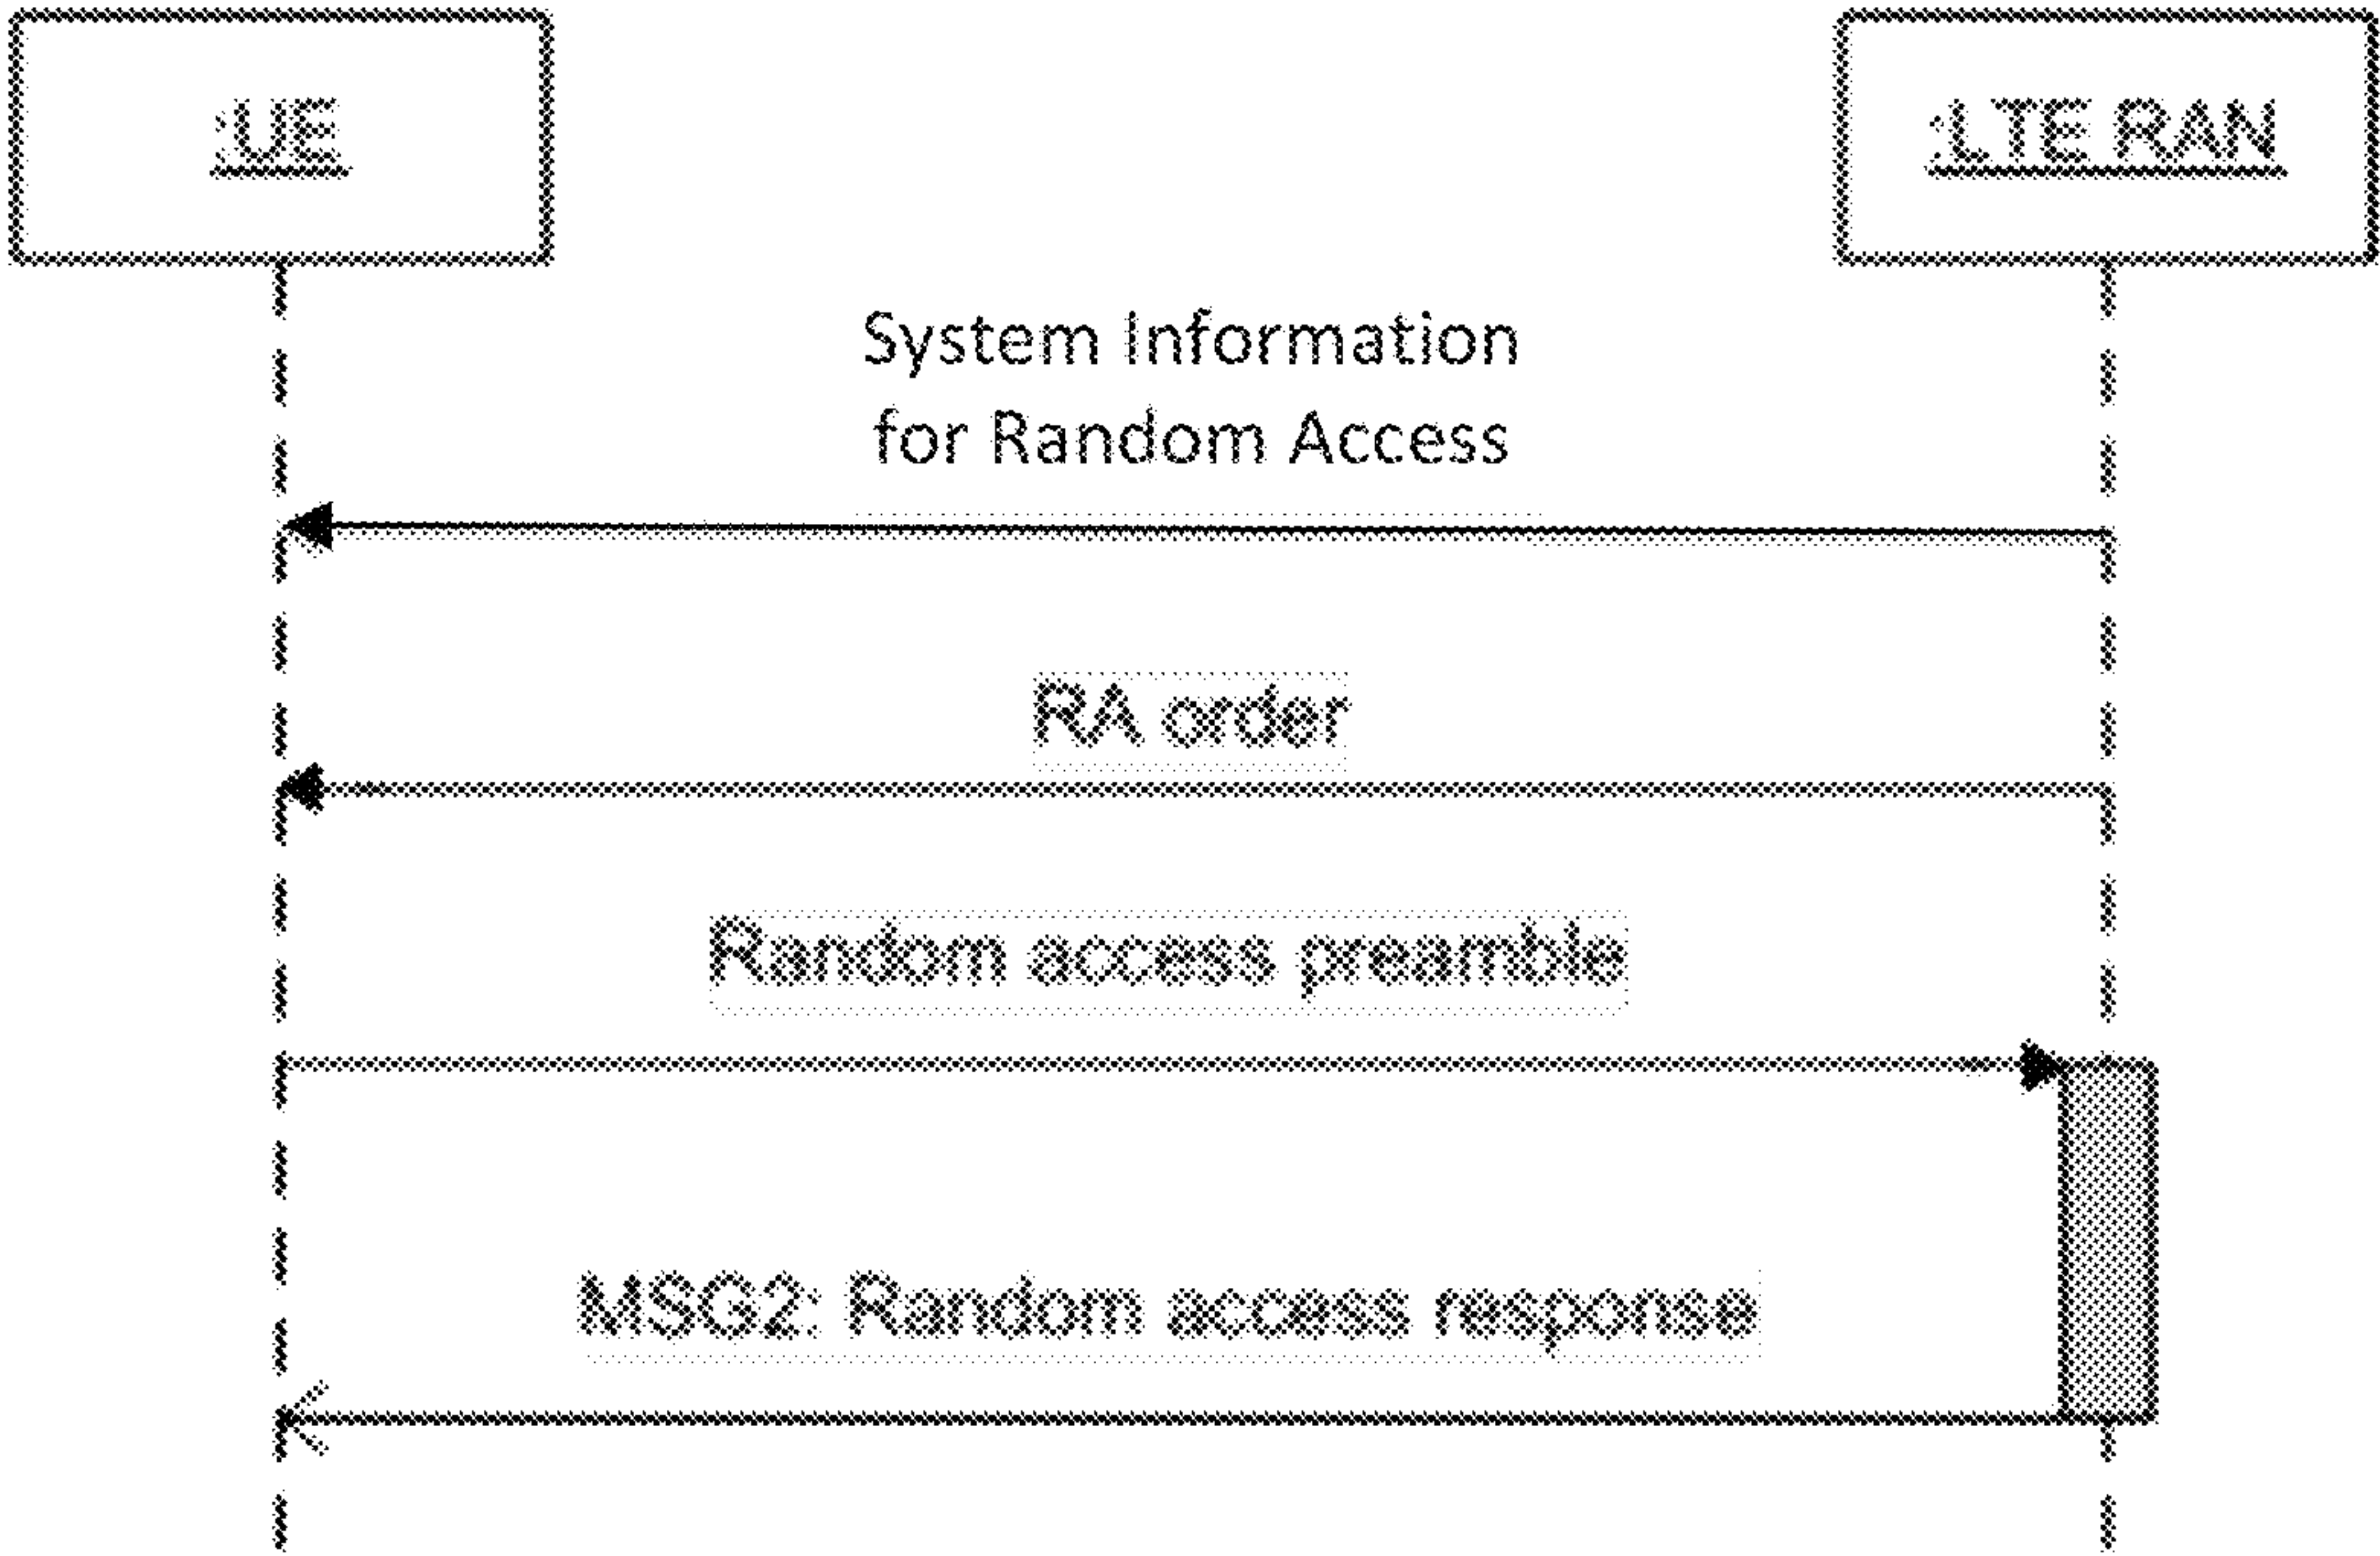 :UE
:LTE RAN
System Information
for Random Access
RA order
Random access preamble
MSG2: Random access response